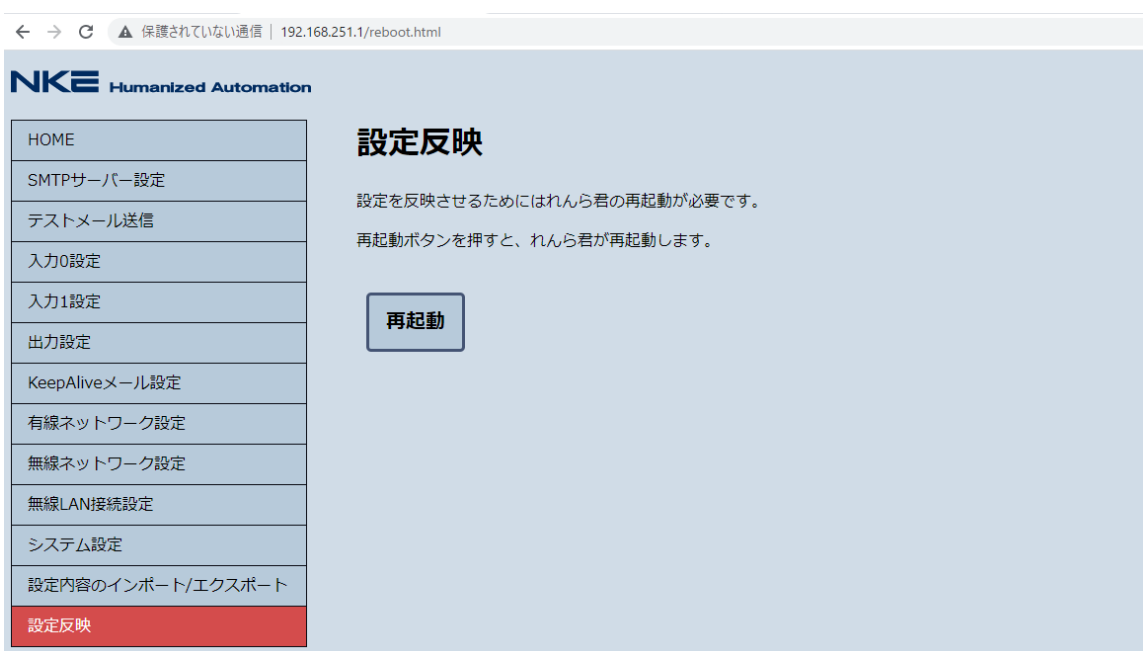 保護されていない通信 | 192.168.251.1/reboot.html
NKE Humanized Automation
HOME
SMTPサーバー設定
テストメール送信
入力0設定
入力1設定
出力設定
KeepAliveメール設定
有線ネットワーク設定
無線ネットワーク設定
無線LAN接続設定
システム設定
設定内容のインポート/エクスポート
設定反映
設定反映
設定を反映させるためにはれんら君の再起動が必要です。
再起動ボタンを押すと、れんら君が再起動します。
再起動